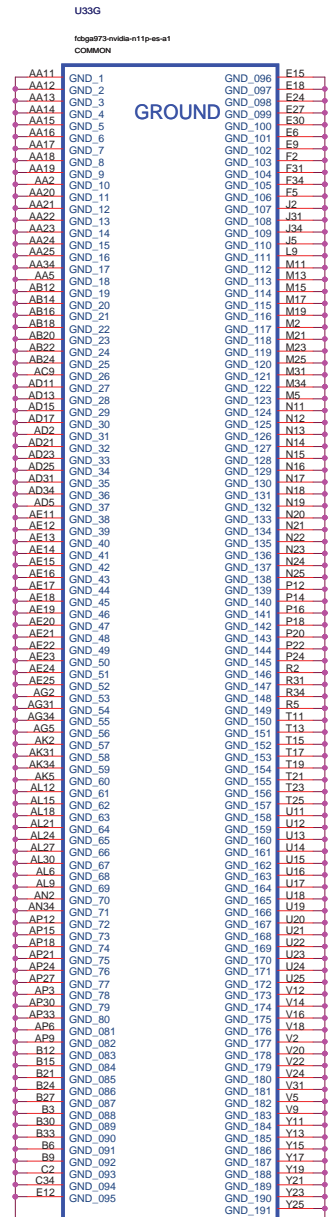 U33G
fcbga973-nvidia-n11p-es-a1
COMMON
GROUND
AA11 GND_1
AA12 GND_2
AA13 GND_3
AA14 GND_4
AA15 GND_5
AA16 GND_6
AA17 GND_7
AA18 GND_8
AA19 GND_9
AA2 GND_10
AA20 GND_11
AA21 GND_12
AA22 GND_13
AA23 GND_14
AA24 GND_15
AA25 GND_16
AA34 GND_17
AA5 GND_18
AB12 GND_19
AB14 GND_20
AB16 GND_21
AB18 GND_22
AB20 GND_23
AB22 GND_24
AB24 GND_25
AC9 GND_26
AD11 GND_27
AD13 GND_28
AD15 GND_29
AD17 GND_30
AD2 GND_31
AD21 GND_32
AD23 GND_33
AD25 GND_34
AD31 GND_35
AD34 GND_36
AD5 GND_37
AE11 GND_38
AE12 GND_39
AE13 GND_40
AE14 GND_41
AE15 GND_42
AE16 GND_43
AE17 GND_44
AE18 GND_45
AE19 GND_46
AE20 GND_47
AE21 GND_48
AE22 GND_49
AE23 GND_50
AE24 GND_51
AE25 GND_52
AG2 GND_53
AG31 GND_54
AG34 GND_55
AG5 GND_56
AK2 GND_57
AK31 GND_58
AK34 GND_59
AK5 GND_60
AL12 GND_61
AL15 GND_62
AL18 GND_63
AL21 GND_64
AL24 GND_65
AL27 GND_66
AL30 GND_67
AL6 GND_68
AL9 GND_69
AN2 GND_70
AN34 GND_71
AP12 GND_72
AP15 GND_73
AP18 GND_74
AP21 GND_75
AP24 GND_76
AP27 GND_77
AP3 GND_78
AP30 GND_79
AP33 GND_80
AP6 GND_081
AP9 GND_082
B12 GND_083
B15 GND_084
B21 GND_085
B24 GND_086
B27 GND_087
B3 GND_088
B30 GND_089
B33 GND_090
B6 GND_091
B9 GND_092
C2 GND_093
C34 GND_094
E12 GND_095
GND_096 E15
GND_097 E18
GND_098 E24
GND_099 E27
GND_100 E30
GND_101 E6
GND_102 E9
GND_103 F2
GND_104 F31
GND_105 F34
GND_106 F5
GND_107 J2
GND_108 J31
GND_109 J34
GND_110 J5
GND_111 L9
GND_112 M11
GND_113 M13
GND_114 M15
GND_115 M17
GND_116 M19
GND_117 M2
GND_118 M21
GND_119 M23
GND_120 M25
GND_121 M31
GND_122 M34
GND_123 M5
GND_124 N11
GND_125 N12
GND_126 N13
GND_127 N14
GND_128 N15
GND_129 N16
GND_130 N17
GND_131 N18
GND_132 N19
GND_133 N20
GND_134 N21
GND_135 N22
GND_136 N23
GND_137 N24
GND_138 N25
GND_139 P12
GND_140 P14
GND_141 P16
GND_142 P18
GND_143 P20
GND_144 P22
GND_145 P24
GND_146 R2
GND_147 R31
GND_148 R34
GND_149 R5
GND_150 T11
GND_151 T13
GND_152 T15
GND_153 T17
GND_154 T19
GND_155 T21
GND_156 T23
GND_157 T25
GND_158 U11
GND_159 U12
GND_160 U13
GND_161 U14
GND_162 U15
GND_163 U16
GND_164 U17
GND_165 U18
GND_166 U19
GND_167 U20
GND_168 U21
GND_169 U22
GND_170 U23
GND_171 U24
GND_172 U25
GND_173 V12
GND_174 V14
GND_175 V16
GND_176 V18
GND_177 V2
GND_178 V20
GND_179 V22
GND_180 V24
GND_181 V31
GND_182 V5
GND_183 V9
GND_184 Y11
GND_185 Y13
GND_186 Y15
GND_187 Y17
GND_188 Y19
GND_189 Y21
GND_190 Y23
GND_191 Y25